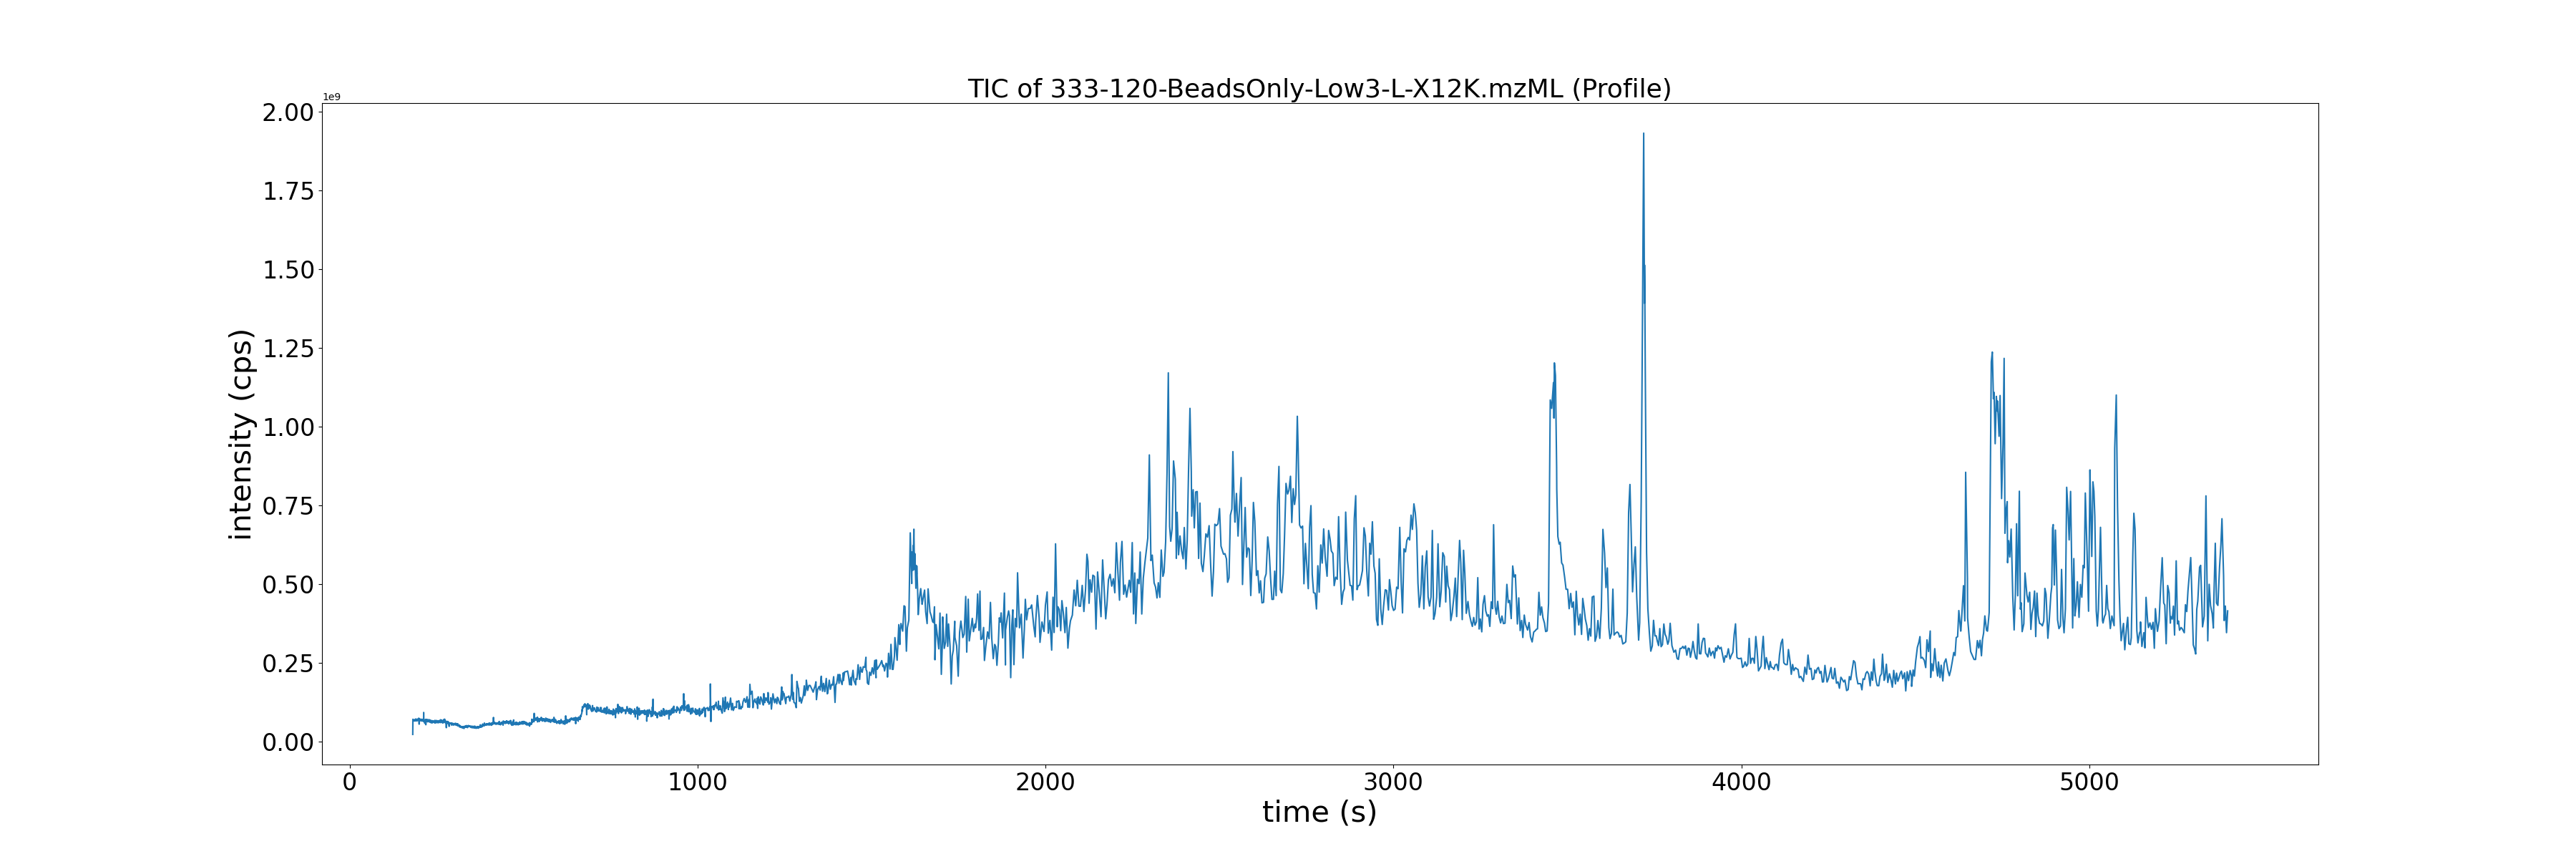 TIC of 333-120-BeadsOnly-Low3-L-X12K.mzML (Profile)
1e9
2.00
1.75
1.50
1.25
1.00
0.75
0.50
0.25
0.00
intensity (cps)
0 1000 2000 3000 4000 5000
time (s)